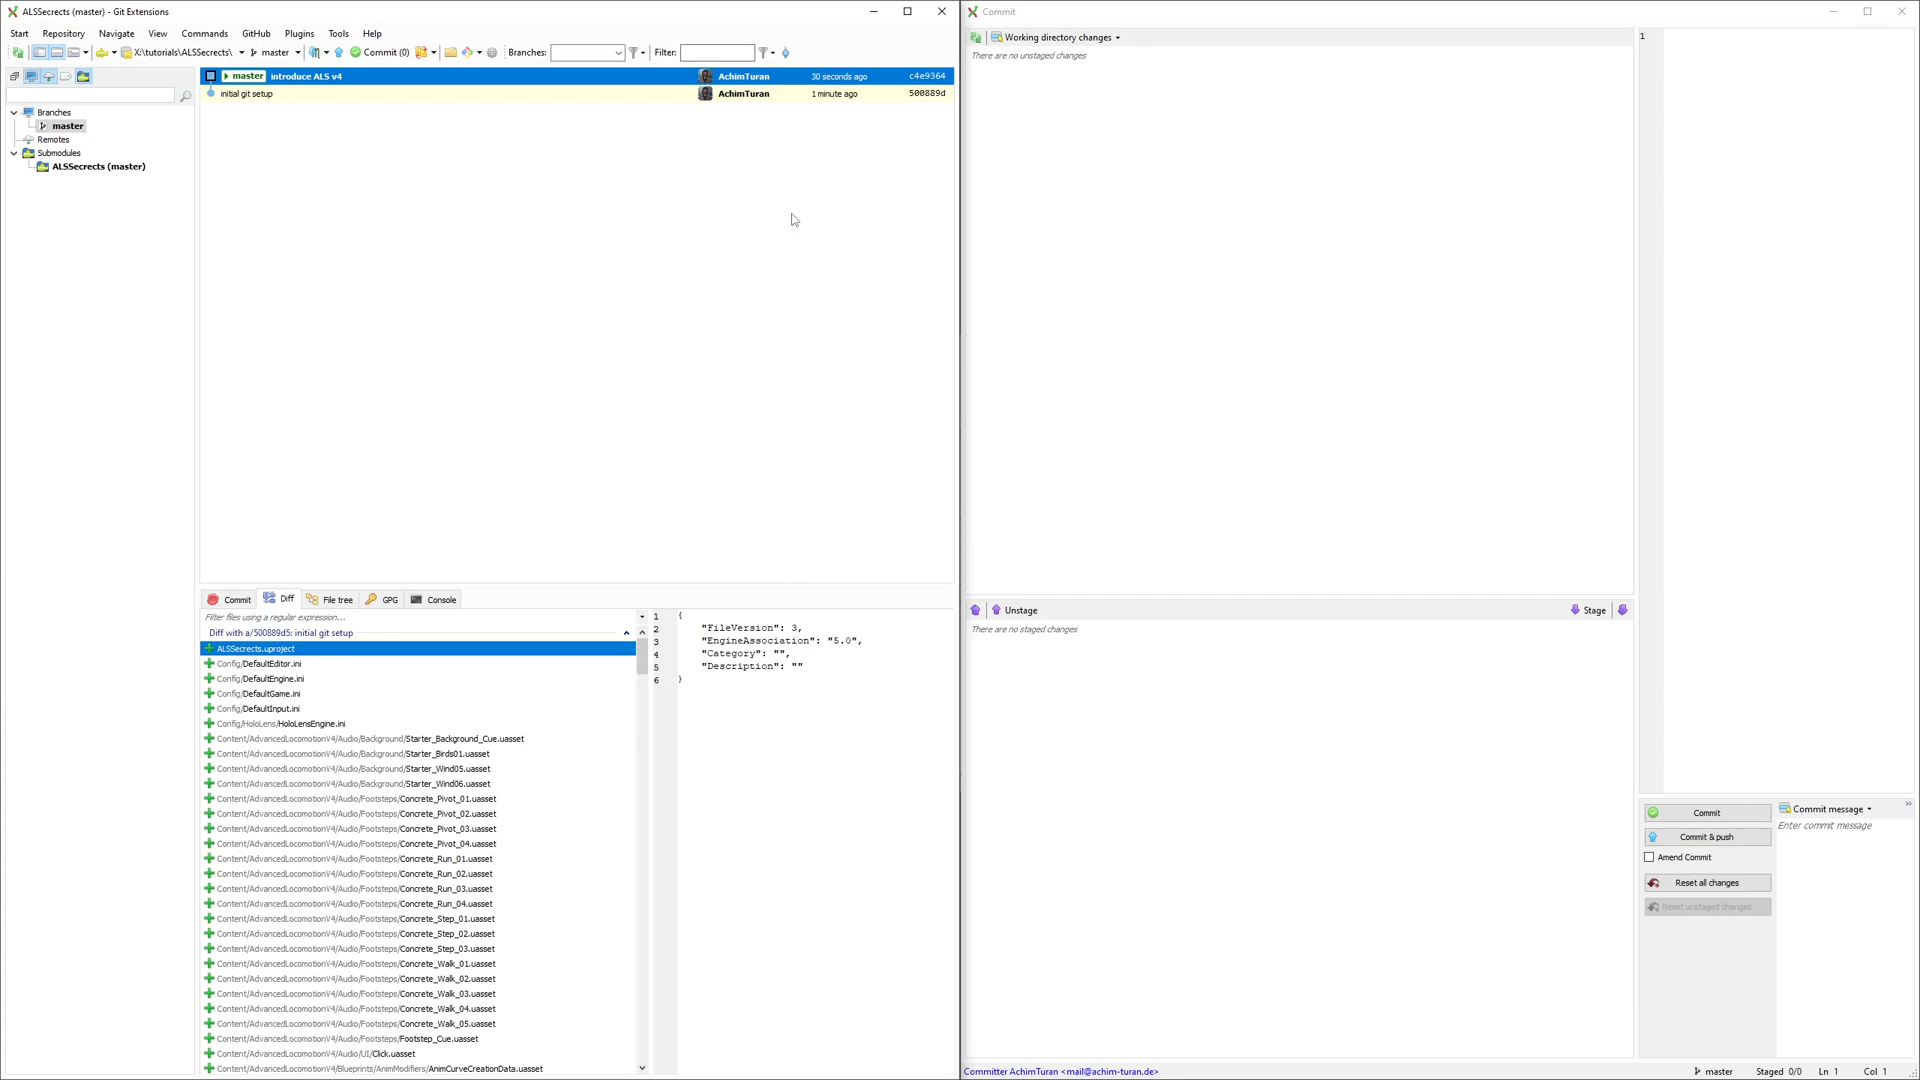 ALSSecrects (master) - Git Extensions
Start Repository Navigate View Commands GitHub Plugins Tools Help
X:\tutorials\ALSSecrects\ master Commit (0) Branches: Filter:
Branches
master
Remotes
Submodules
ALSSecrects (master)
master introduce ALS v4 AchimTuran 30 seconds ago c4e9364
initial git setup AchimTuran 1 minute ago 500889d
Commit Diff File tree GPG Console
Filter files using a regular expression...
Diff with a/500889d5: initial git setup
ALSSecrects.uproject
Config/DefaultEditor.ini
Config/DefaultEngine.ini
Config/DefaultGame.ini
Config/DefaultInput.ini
Config/HoloLens/HoloLensEngine.ini
Content/AdvancedLocomotionV4/Audio/Background/Starter_Background_Cue.uasset
Content/AdvancedLocomotionV4/Audio/Background/Starter_Birds01.uasset
Content/AdvancedLocomotionV4/Audio/Background/Starter_Wind05.uasset
Content/AdvancedLocomotionV4/Audio/Background/Starter_Wind06.uasset
Content/AdvancedLocomotionV4/Audio/Footsteps/Concrete_Pivot_01.uasset
Content/AdvancedLocomotionV4/Audio/Footsteps/Concrete_Pivot_02.uasset
Content/AdvancedLocomotionV4/Audio/Footsteps/Concrete_Pivot_03.uasset
Content/AdvancedLocomotionV4/Audio/Footsteps/Concrete_Pivot_04.uasset
Content/AdvancedLocomotionV4/Audio/Footsteps/Concrete_Run_01.uasset
Content/AdvancedLocomotionV4/Audio/Footsteps/Concrete_Run_02.uasset
Content/AdvancedLocomotionV4/Audio/Footsteps/Concrete_Run_03.uasset
Content/AdvancedLocomotionV4/Audio/Footsteps/Concrete_Run_04.uasset
Content/AdvancedLocomotionV4/Audio/Footsteps/Concrete_Step_01.uasset
Content/AdvancedLocomotionV4/Audio/Footsteps/Concrete_Step_02.uasset
Content/AdvancedLocomotionV4/Audio/Footsteps/Concrete_Step_03.uasset
Content/AdvancedLocomotionV4/Audio/Footsteps/Concrete_Walk_01.uasset
Content/AdvancedLocomotionV4/Audio/Footsteps/Concrete_Walk_02.uasset
Content/AdvancedLocomotionV4/Audio/Footsteps/Concrete_Walk_03.uasset
Content/AdvancedLocomotionV4/Audio/Footsteps/Concrete_Walk_04.uasset
Content/AdvancedLocomotionV4/Audio/Footsteps/Concrete_Walk_05.uasset
Content/AdvancedLocomotionV4/Audio/Footsteps/Footstep_Cue.uasset
Content/AdvancedLocomotionV4/Audio/UI/Click.uasset
Content/AdvancedLocomotionV4/Blueprints/AnimModifiers/AnimCurveCreationData.uasset
1 {
2 "FileVersion": 3,
3 "EngineAssociation": "5.0",
4 "Category": "",
5 "Description": ""
6 }
Commit
Working directory changes
There are no unstaged changes
1
Unstage Stage
There are no staged changes
Commit
Commit & push
Amend Commit
Reset all changes
Reset unstaged changes
Commit message
Enter commit message
Committer AchimTuran <mail@achim-turan.de> master Staged 0/0 Ln 1 Col 1